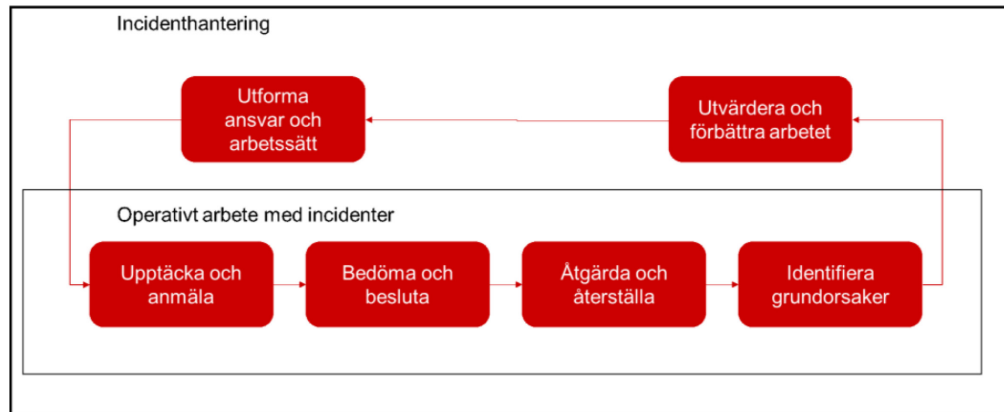 Incidenthantering
Utforma
ansvar och
arbetssätt
Utvärdera och
förbättra arbetet
Operativt arbete med incidenter
Upptäcka och
anmäla
Bedöma och
besluta
Åtgärda och
återställa
Identifiera
grundorsaker